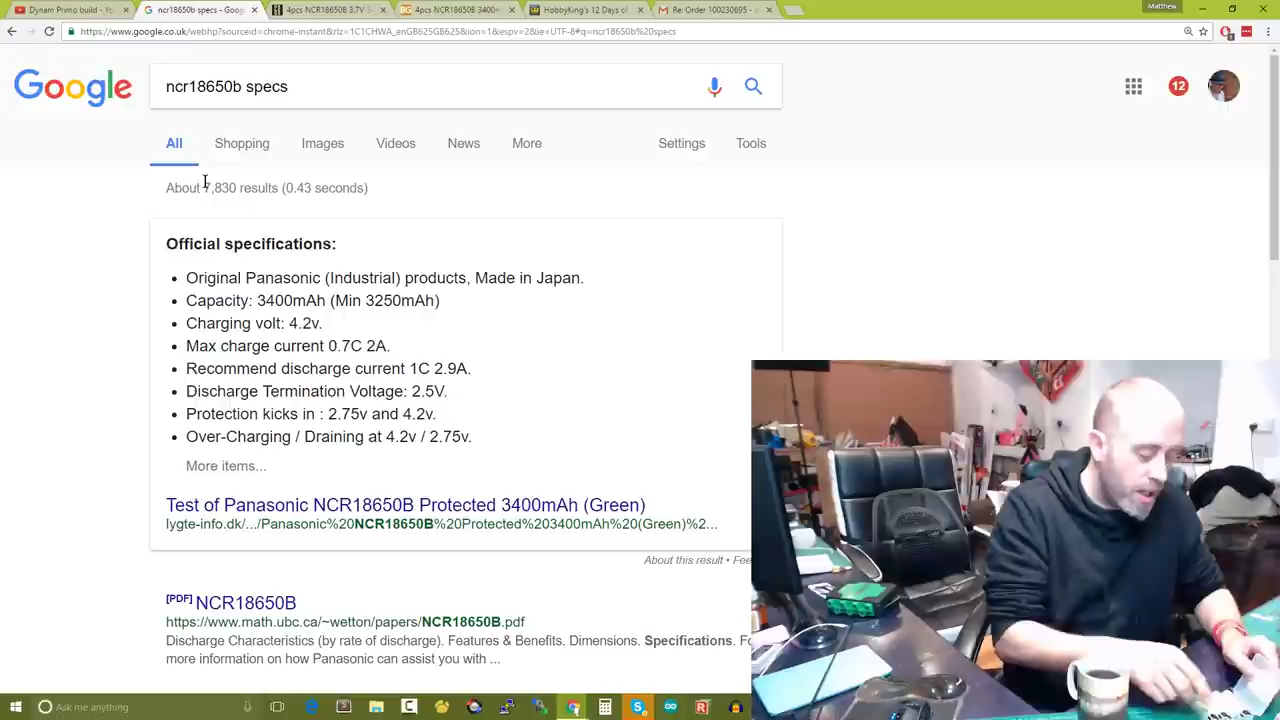 Matthew
Dynam Primo build - Yo
ncr18650b specs - Goog
4pcs NCR18650B 3.7V 3
4pcs NCR18650B 3400m
HobbyKing's 12 Days of
Re: Order 100230695 -
https://www.google.co.uk/webhp?sourceid=chrome-instant&rlz=1C1CHWA_enGB625GB625&ion=1&espv=2&ie=UTF-8#q=ncr18650b%20specs
Google
ncr18650b specs
12
All
Shopping
Images
Videos
News
More
Settings
Tools
About 7,830 results (0.43 seconds)
Official specifications:
Original Panasonic (Industrial) products, Made in Japan.
Capacity: 3400mAh (Min 3250mAh)
Charging volt: 4.2v.
Max charge current 0.7C 2A.
Recommend discharge current 1C 2.9A.
Discharge Termination Voltage: 2.5V.
Protection kicks in : 2.75v and 4.2v.
Over-Charging / Draining at 4.2v / 2.75v.
More items...
Test of Panasonic NCR18650B Protected 3400mAh (Green)
lygte-info.dk/.../Panasonic%20NCR18650B%20Protected%203400mAh%20(Green)%2...
About this result • Fee
[PDF] NCR18650B
https://www.math.ubc.ca/~wetton/papers/NCR18650B.pdf
Discharge Characteristics (by rate of discharge). Features & Benefits. Dimensions. Specifications. Fo
more information on how Panasonic can assist you with ...
Ask me anything